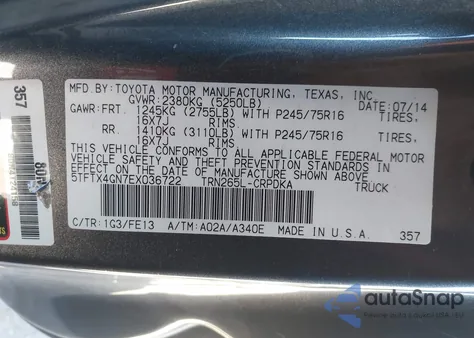 MFD.BY:TOYOTA MOTOR MANUFACTURING, TEXAS, INC.
GVWR:2380KG (5250LB) DATE:07/14
GAWR:FRT. 1245KG (2755LB) WITH P245/75R16 TIRES,
16X7J RIMS
RR. 1410KG (3110LB) WITH P245/75R16 TIRES,
16X7J RIMS
THIS VEHICLE CONFORMS TO ALL APPLICABLE FEDERAL MOTOR
VEHICLE SAFETY AND THEFT PREVENTION STANDARDS IN
EFFECT ON THE DATE OF MANUFACTURE SHOWN ABOVE.
5TFTX4GN7EX036722 TRN265L-CRPDKA TRUCK
C/TR:1G3/FE13 A/TM:A02A/A340E MADE IN U.S.A. 357
357
autoSnap